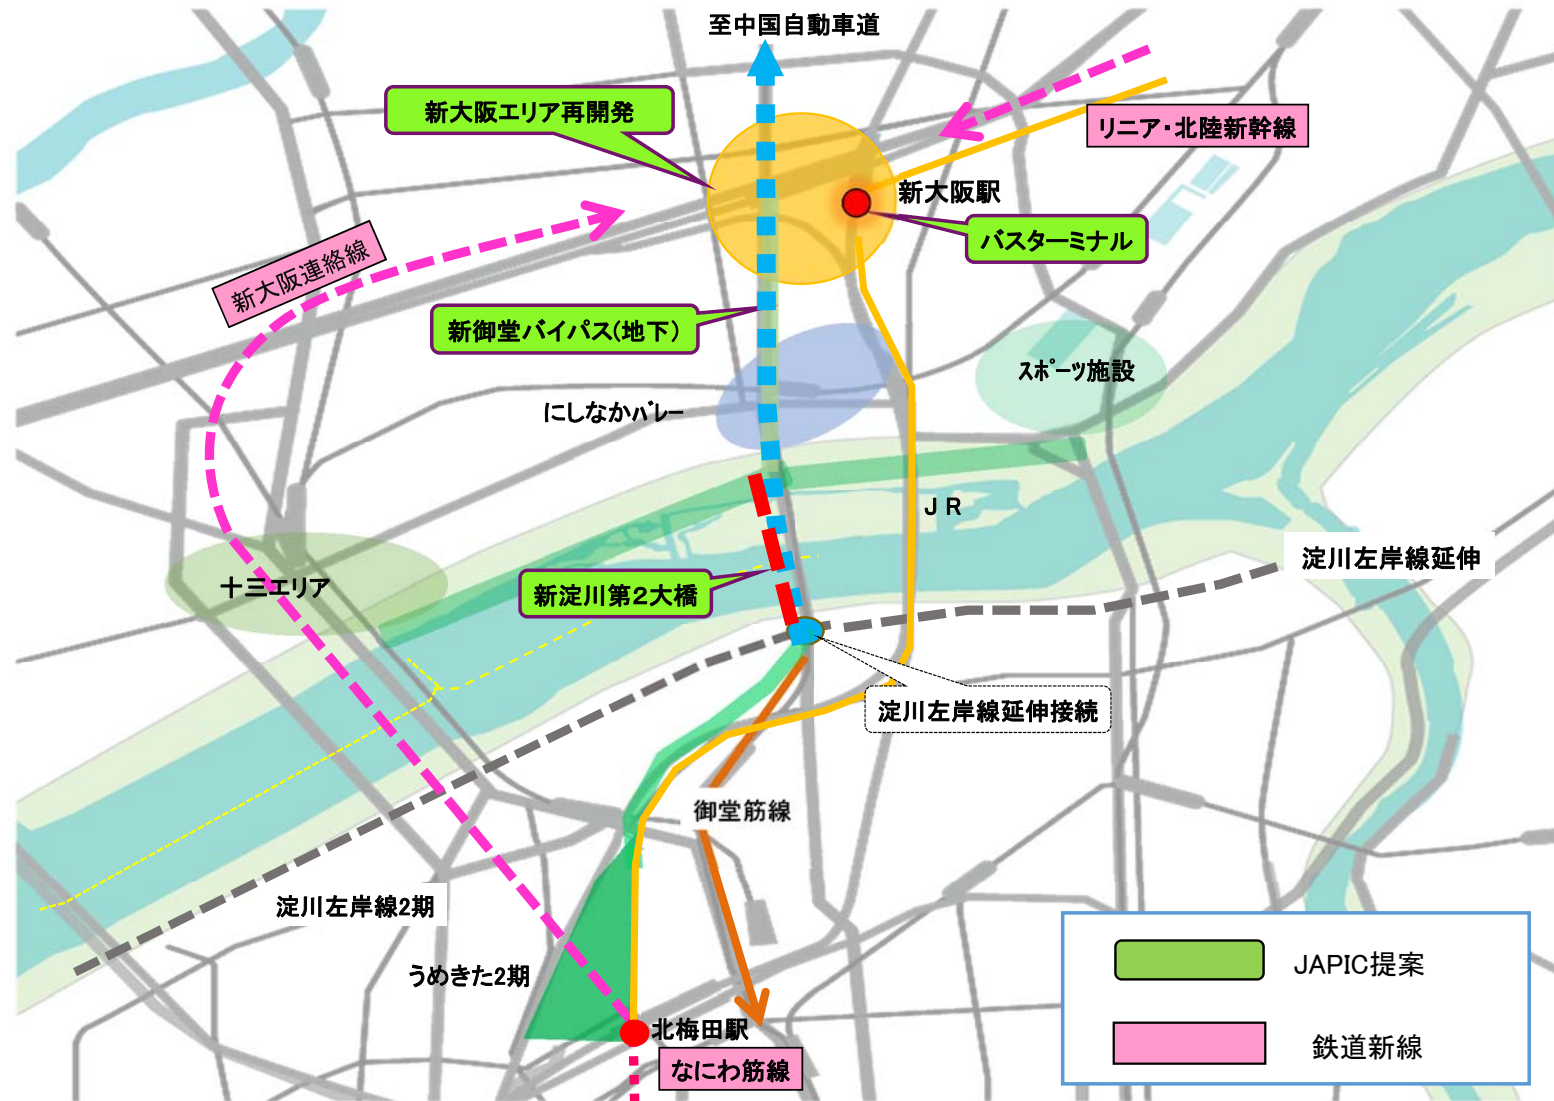 至中国自動車道
新大阪エリア再開発
リニア・北陸新幹線
新大阪駅
バスターミナル
新大阪連絡線
新御堂バイパス(地下)
スポーツ施設
にしなかバレー
JR
淀川左岸線延伸
十三エリア
新淀川第2大橋
淀川左岸線延伸接続
御堂筋線
淀川左岸線2期
うめきた2期
JAPIC提案
北梅田駅
鉄道新線
なにわ筋線